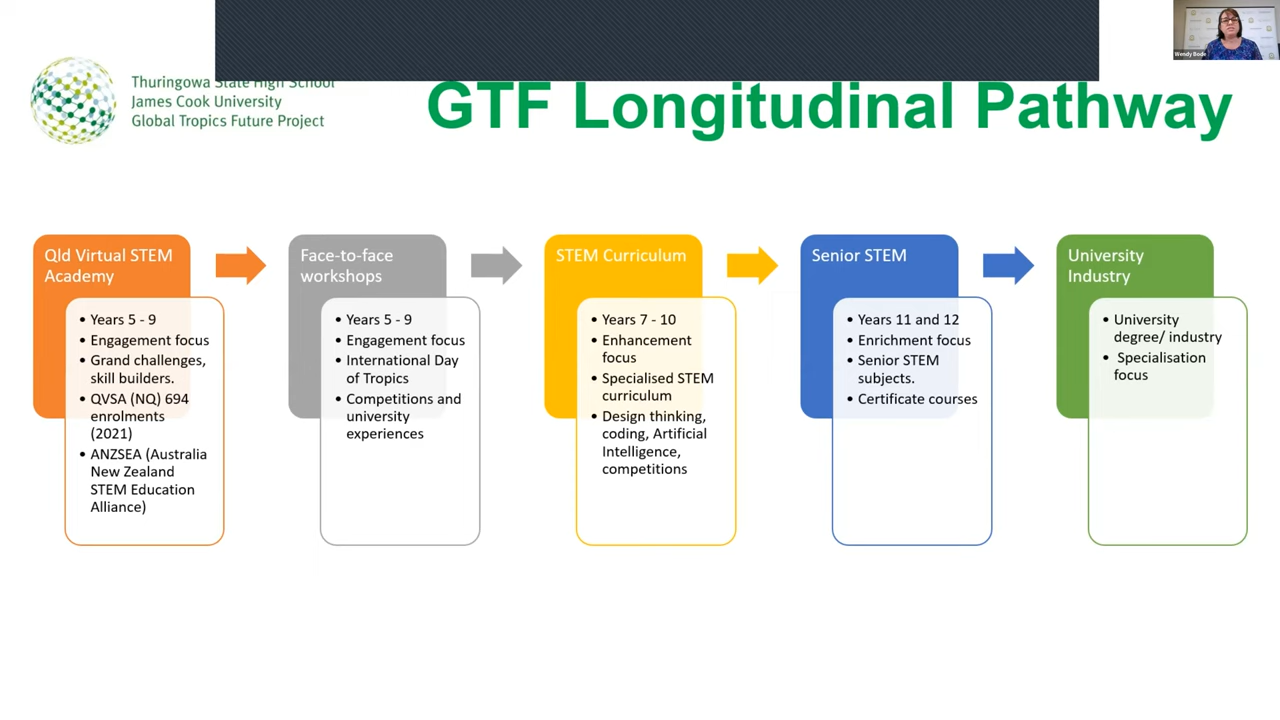 Wendy Bode
Thuringowa State High School
James Cook University
Global Tropics Future Project
GTF Longitudinal Pathway
Qld Virtual STEM
Academy
• Years 5 - 9
• Engagement focus
• Grand challenges,
skill builders.
• QVSA (NQ) 694
enrolments
(2021)
• ANZSEA (Australia
New Zealand
STEM Education
Alliance)
Face-to-face
workshops
• Years 5 - 9
• Engagement focus
• International Day
of Tropics
• Competitions and
university
experiences
STEM Curriculum
• Years 7 - 10
• Enhancement
focus
• Specialised STEM
curriculum
• Design thinking,
coding, Artificial
Intelligence,
competitions
Senior STEM
• Years 11 and 12
• Enrichment focus
• Senior STEM
subjects.
• Certificate courses
University
Industry
• University
degree/ industry
• Specialisation
focus